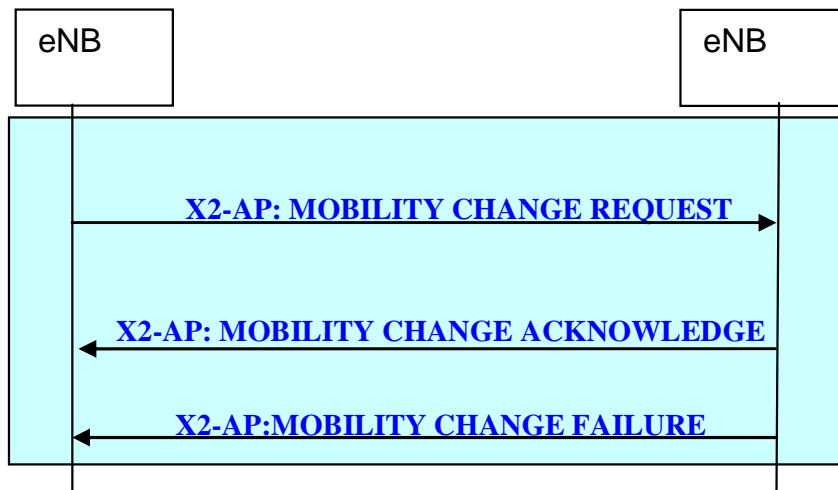 eNB
eNB
X2-AP: MOBILITY CHANGE REQUEST
X2-AP: MOBILITY CHANGE ACKNOWLEDGE
X2-AP:MOBILITY CHANGE FAILURE